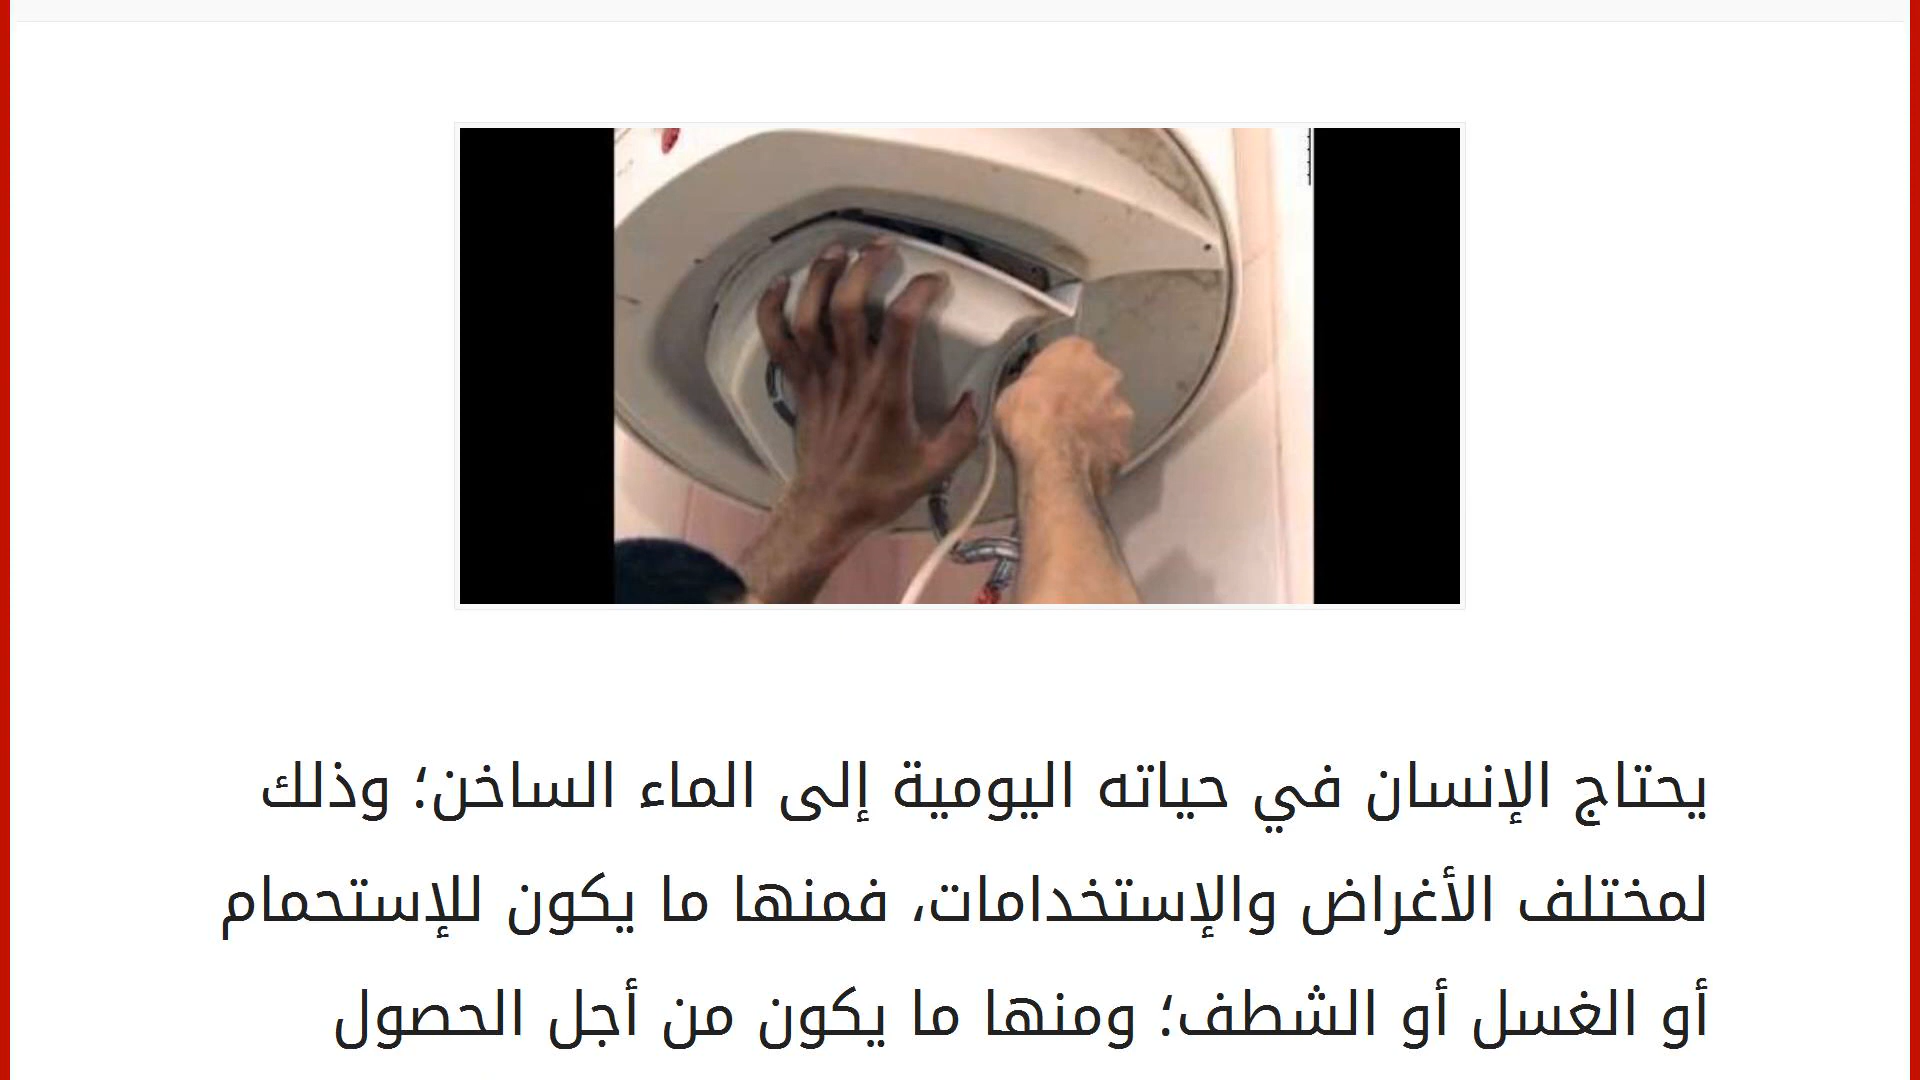 يحتاج الإنسان في حياته اليومية إلى الماء الساخن؛ وذلك
لمختلف الأغراض والإستخدامات، فمنها ما يكون للإستحمام
أو الغسل أو الشطف؛ ومنها ما يكون من أجل الحصول